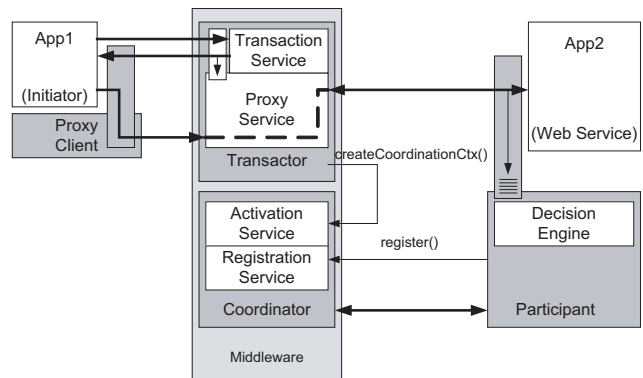 App1
(Initiator)
Proxy
Client
Transaction
Service
Proxy
Service
Transactor
App2
(Web Service)
createCoordinationCtx()
Activation
Service
Registration
Service
Coordinator
register()
Decision
Engine
Participant
Middleware